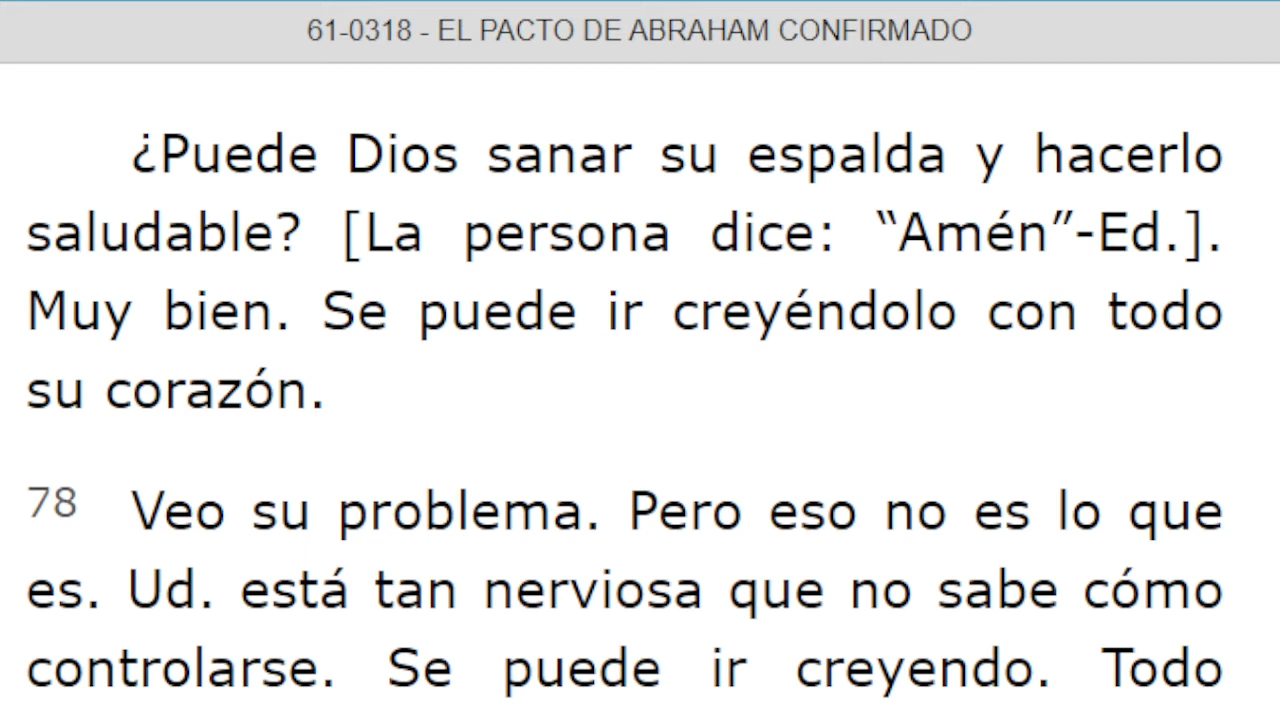 61-0318 - EL PACTO DE ABRAHAM CONFIRMADO
¿Puede Dios sanar su espalda y hacerlo
saludable? [La persona dice: “Amén”-Ed.].
Muy bien. Se puede ir creyéndolo con todo
su corazón.
78 Veo su problema. Pero eso no es lo que
es. Ud. está tan nerviosa que no sabe cómo
controlarse. Se puede ir creyendo. Todo